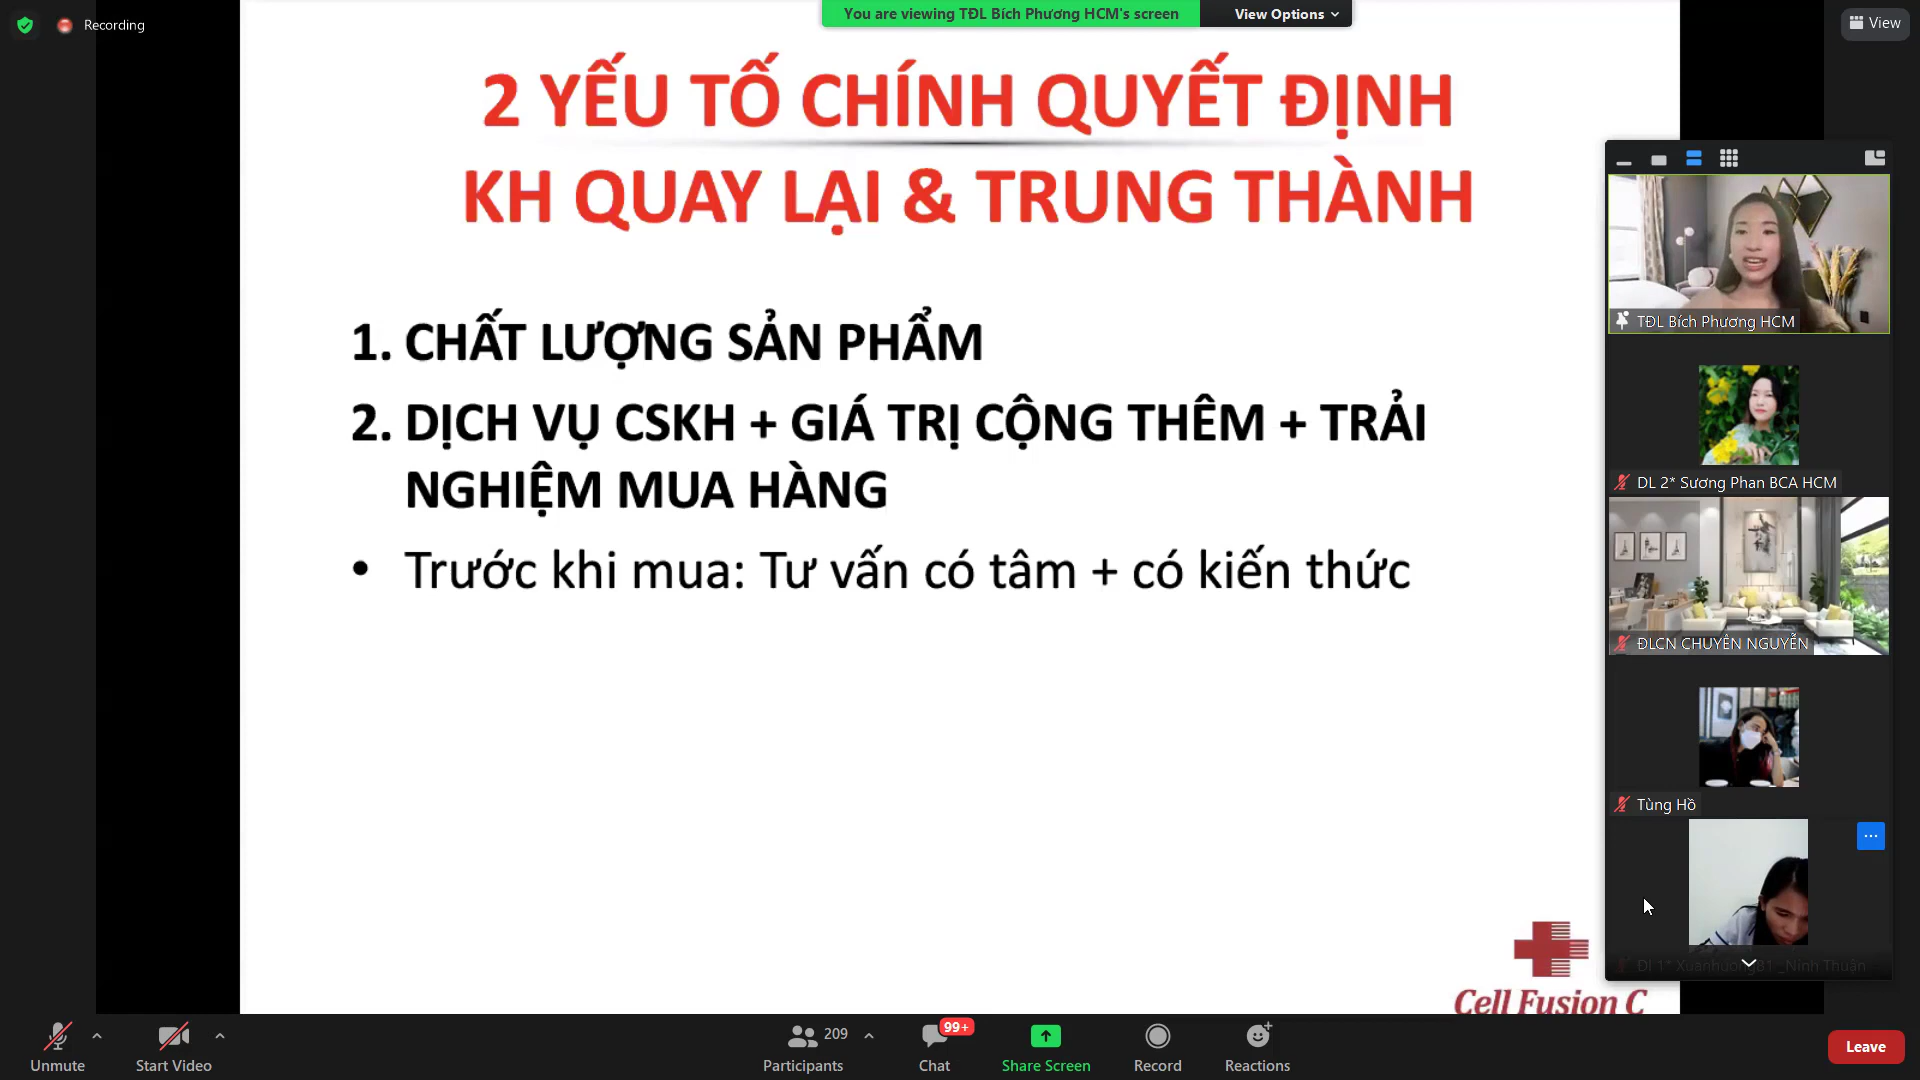 Recording
You are viewing TĐL Bích Phương HCM's screen
View Options
View
2 YẾU TỐ CHÍNH QUYẾT ĐỊNH
KH QUAY LẠI & TRUNG THÀNH
1. CHẤT LƯỢNG SẢN PHẨM
2. DỊCH VỤ CSKH + GIÁ TRỊ CỘNG THÊM + TRẢI
NGHIỆM MUA HÀNG
• Trước khi mua: Tư vấn có tâm + có kiến thức
Cell Fusion C
TĐL Bích Phương HCM
DL 2* Sương Phan BCA HCM
ĐLCN CHUYÊN NGUYỄN
Tùng Hồ
Unmute
Start Video
209
Participants
99+
Chat
Share Screen
Record
Reactions
Leave